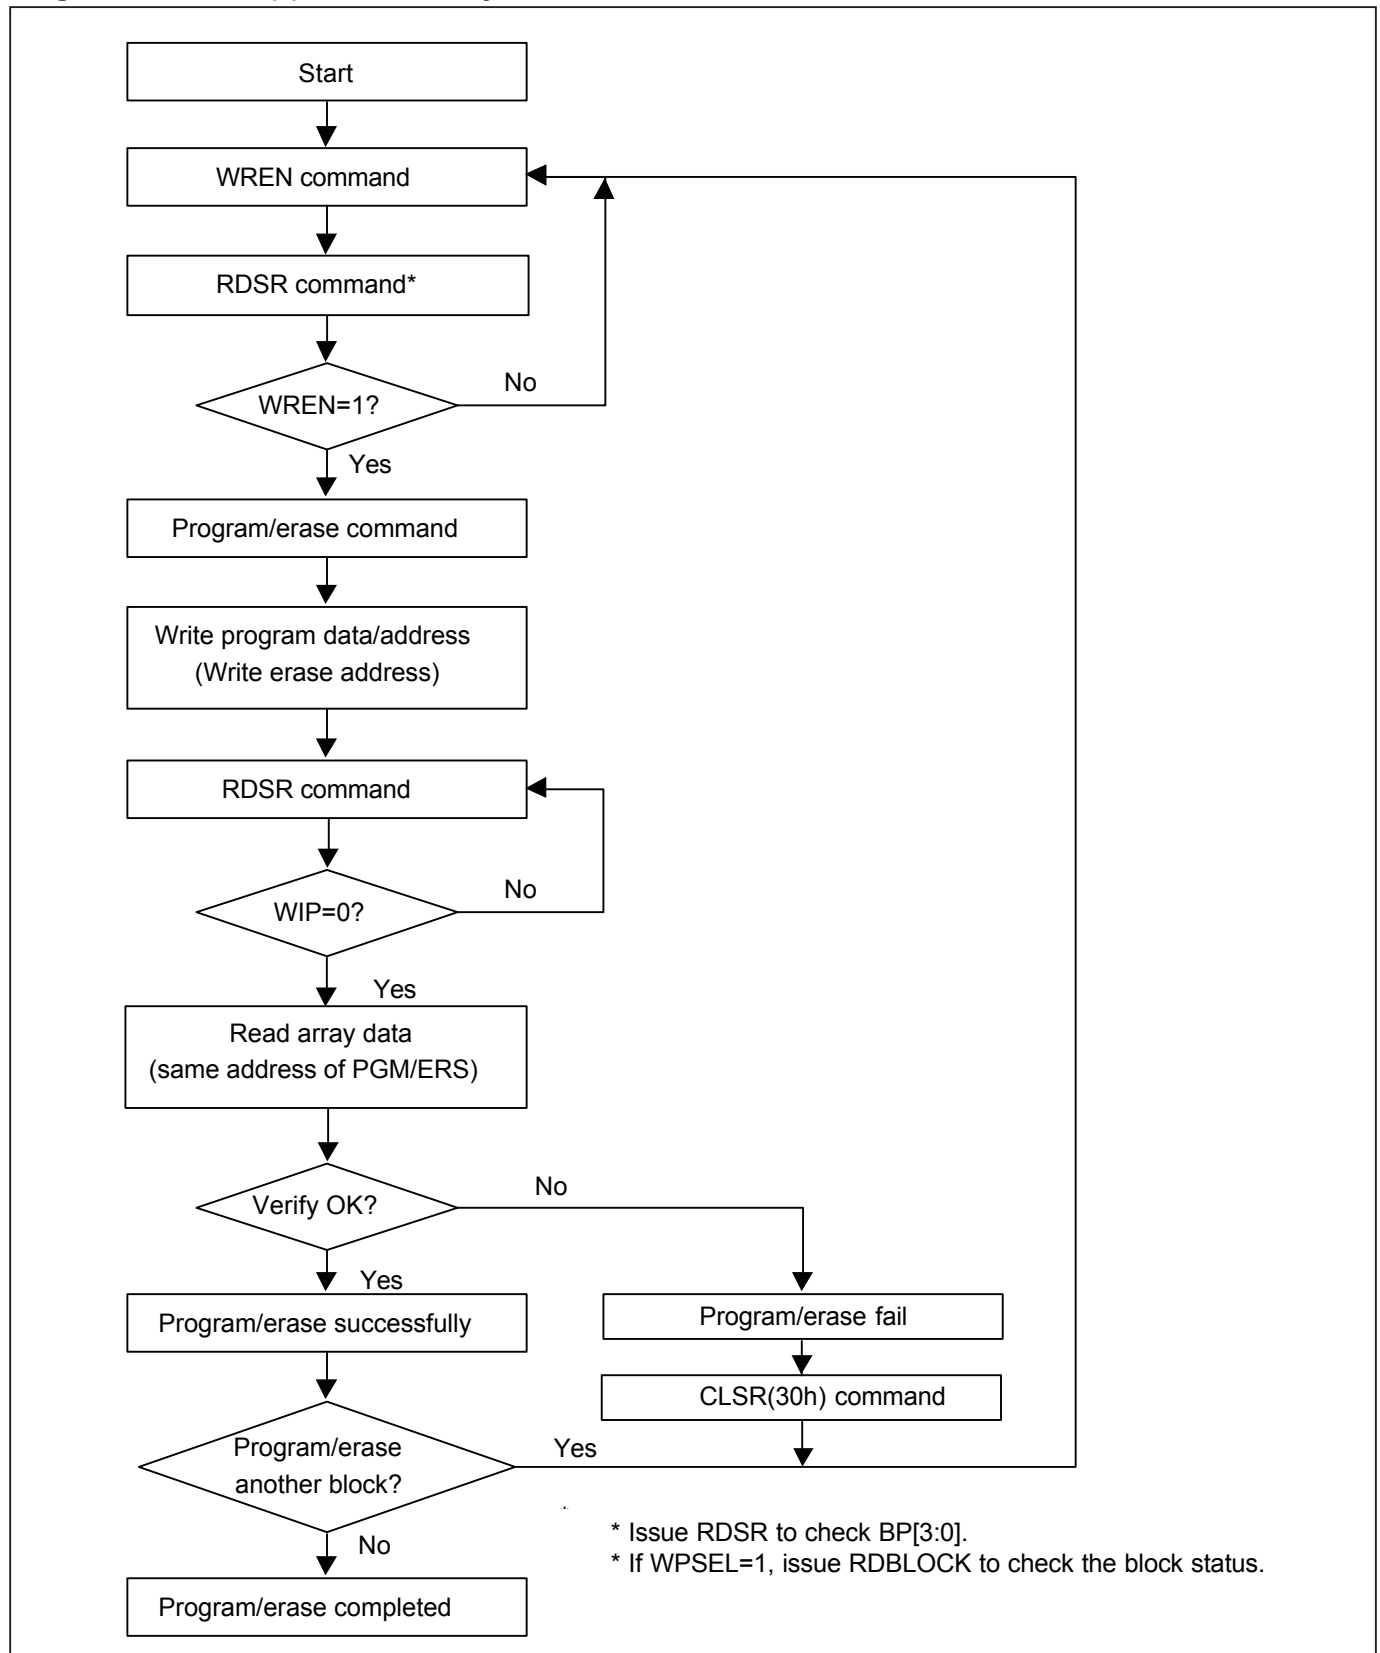 Start
WREN command
RDSR command*
WREN=1?
No
Yes
Program/erase command
Write program data/address
(Write erase address)
RDSR command
WIP=0?
No
Yes
Read array data
(same address of PGM/ERS)
Verify OK?
No
Yes
Program/erase successfully
Program/erase fail
CLSR(30h) command
Program/erase
another block?
Yes
No
* Issue RDSR to check BP[3:0].
* If WPSEL=1, issue RDBLOCK to check the block status.
Program/erase completed